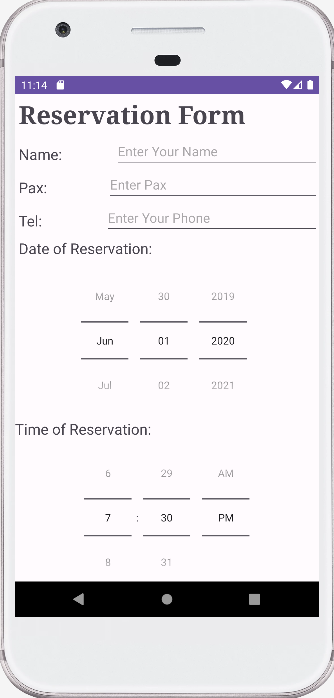 11:14
Reservation Form
Name: Enter Your Name
Pax: Enter Pax
Tel: Enter Your Phone
Date of Reservation:
May 30 2019
Jun 01 2020
Jul 02 2021
Time of Reservation:
6 29 AM
7 : 30 PM
8 31